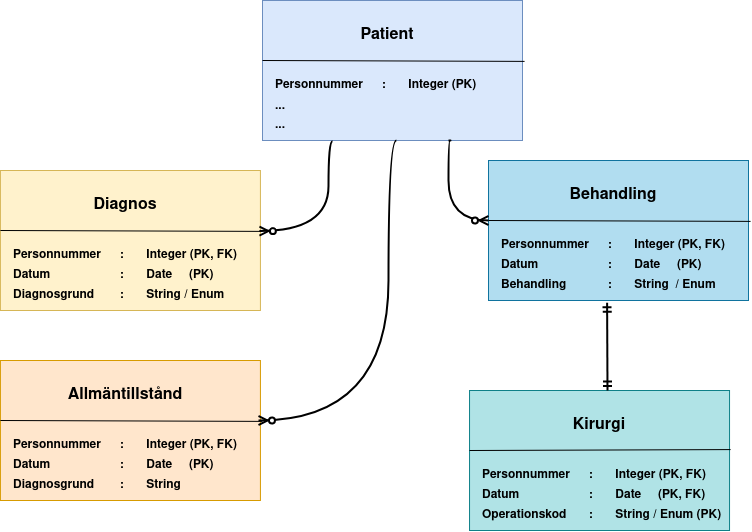 Patient
Personnummer : Integer (PK)
...
...
Diagnos
Personnummer : Integer (PK, FK)
Datum : Date (PK)
Diagnosgrund : String / Enum
Behandling
Personnummer : Integer (PK, FK)
Datum : Date (PK)
Behandling : String / Enum
Allmäntillstånd
Personnummer : Integer (PK, FK)
Datum : Date (PK)
Diagnosgrund : String
Kirurgi
Personnummer : Integer (PK, FK)
Datum : Date (PK, FK)
Operationskod : String / Enum (PK)